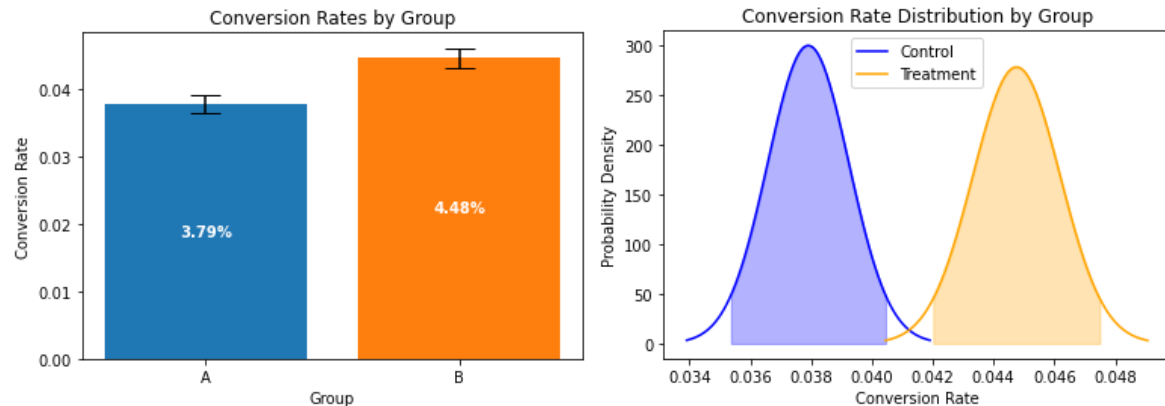 Conversion Rates by Group
Conversion Rate
0.04
0.03
0.02
0.01
0.00
3.79%
4.48%
A
B
Group
Conversion Rate Distribution by Group
Probability Density
300
250
200
150
100
50
0
Control
Treatment
0.034 0.036 0.038 0.040 0.042 0.044 0.046 0.048
Conversion Rate